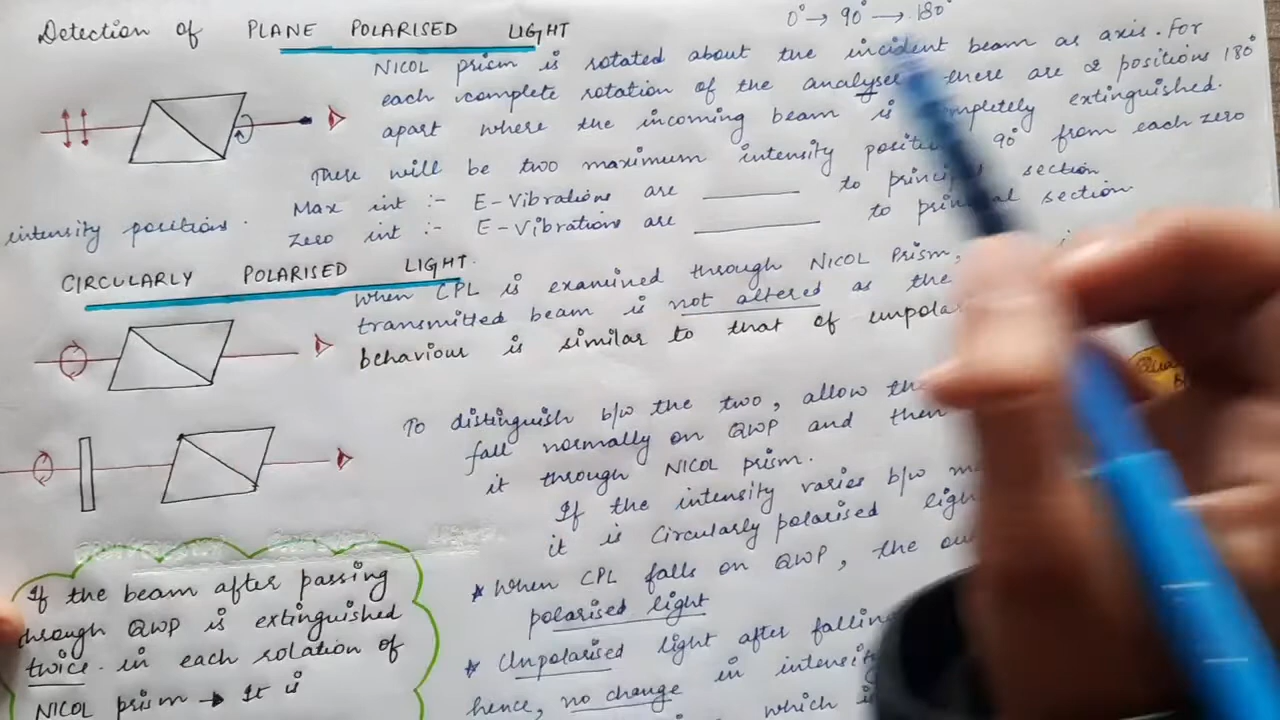 0° → 90° → 180°
Detection of PLANE POLARISED LIGHT
NICOL prism is rotated about the incident beam as axis. For
each complete rotation of the analyser there are 2 positions 180°
apart where the incoming beam is completely extinguished.
There will be two maximum intensity 90° from each zero
intensity positions.
Max int :- E-Vibrations are ______ to principal section
Zero int :- E-Vibrations are ______ to principal section
CIRCULARLY POLARISED LIGHT.
When CPL is examined through NICOL Prism,
transmitted beam is not altered as the
behaviour is similar to that of
To distinguish b/w the two, allow
fall normally on QWP and then
it through NICOL prism.
If the intensity varies b/w
it is Circularly polarised
* When CPL falls on QWP, the
polarised light
* Unpolarised light after
hence, no change in
which
If the beam after passing
through QWP is extinguished
twice in each rotation of
NICOL prism → It is